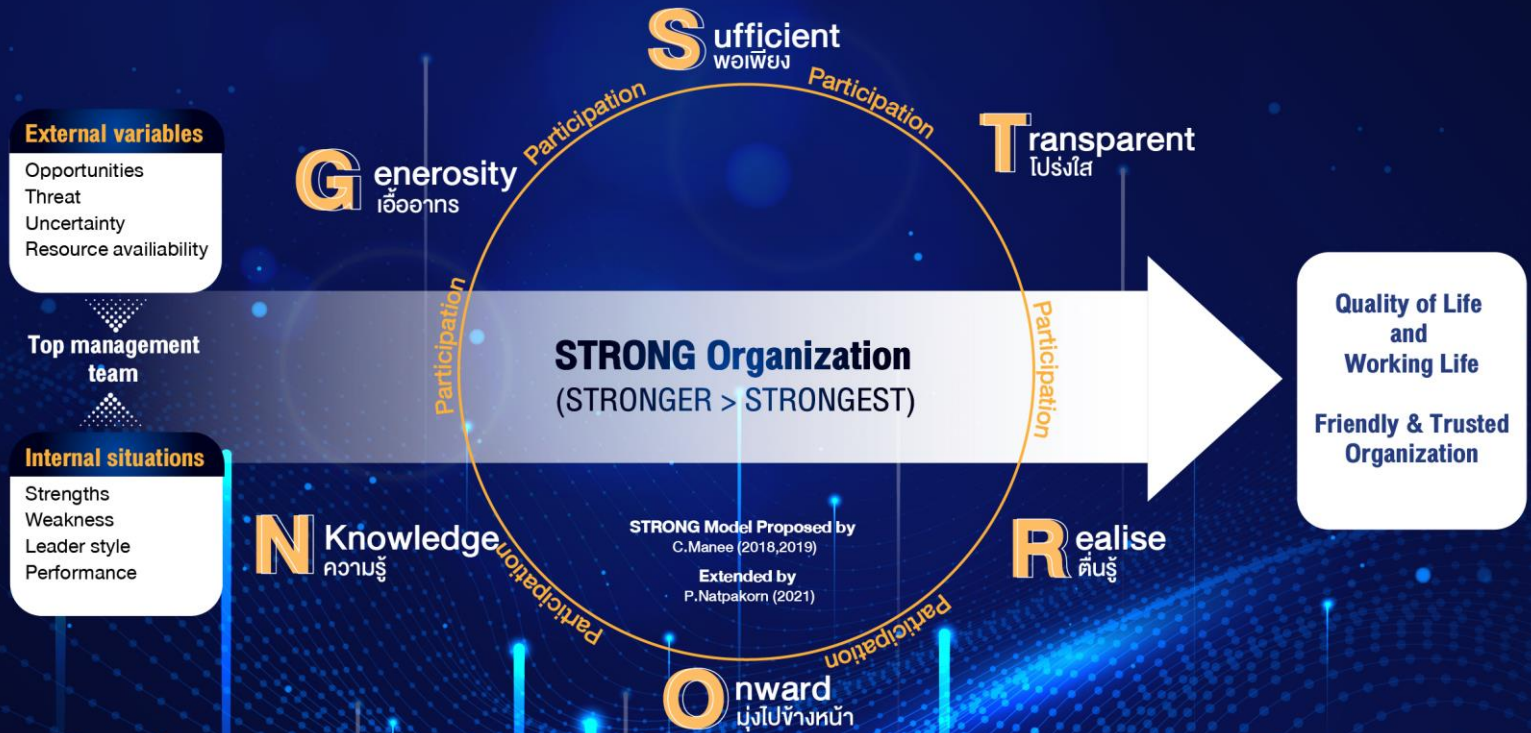 Sufficient
พอเพียง
Participation
Participation
Transparent
โปร่งใส
Generosity
เอื้ออาทร
External variables
Opportunities
Threat
Uncertainty
Resource availiability
Top management
team
Internal situations
Strengths
Weakness
Leader style
Performance
Participation
Participation
STRONG Organization
(STRONGER > STRONGEST)
Quality of Life
and
Working Life
Friendly & Trusted
Organization
N Knowledge
ความรู้
Participation
STRONG Model Proposed by
C.Manee (2018,2019)
Extended by
P.Natpakorn (2021)
Realise
ตื่นรู้
Participation
Onward
มุ่งไปข้างหน้า